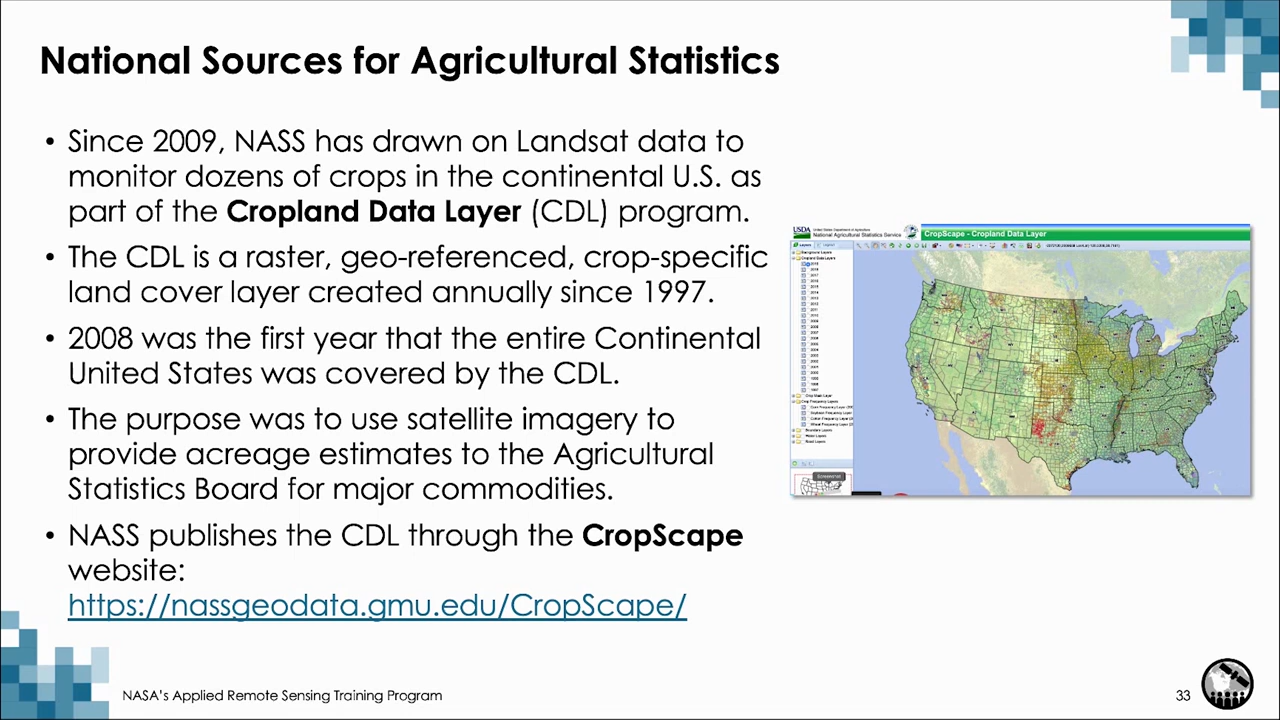 National Sources for Agricultural Statistics
• Since 2009, NASS has drawn on Landsat data to
monitor dozens of crops in the continental U.S. as
part of the Cropland Data Layer (CDL) program.
• The CDL is a raster, geo-referenced, crop-specific
land cover layer created annually since 1997.
• 2008 was the first year that the entire Continental
United States was covered by the CDL.
• The purpose was to use satellite imagery to
provide acreage estimates to the Agricultural
Statistics Board for major commodities.
• NASS publishes the CDL through the CropScape
website:
https://nassgeodata.gmu.edu/CropScape/
USDA
United States Department of Agriculture
National Agricultural Statistics Service
CropScape - Cropland Data Layer
NASA's Applied Remote Sensing Training Program
33